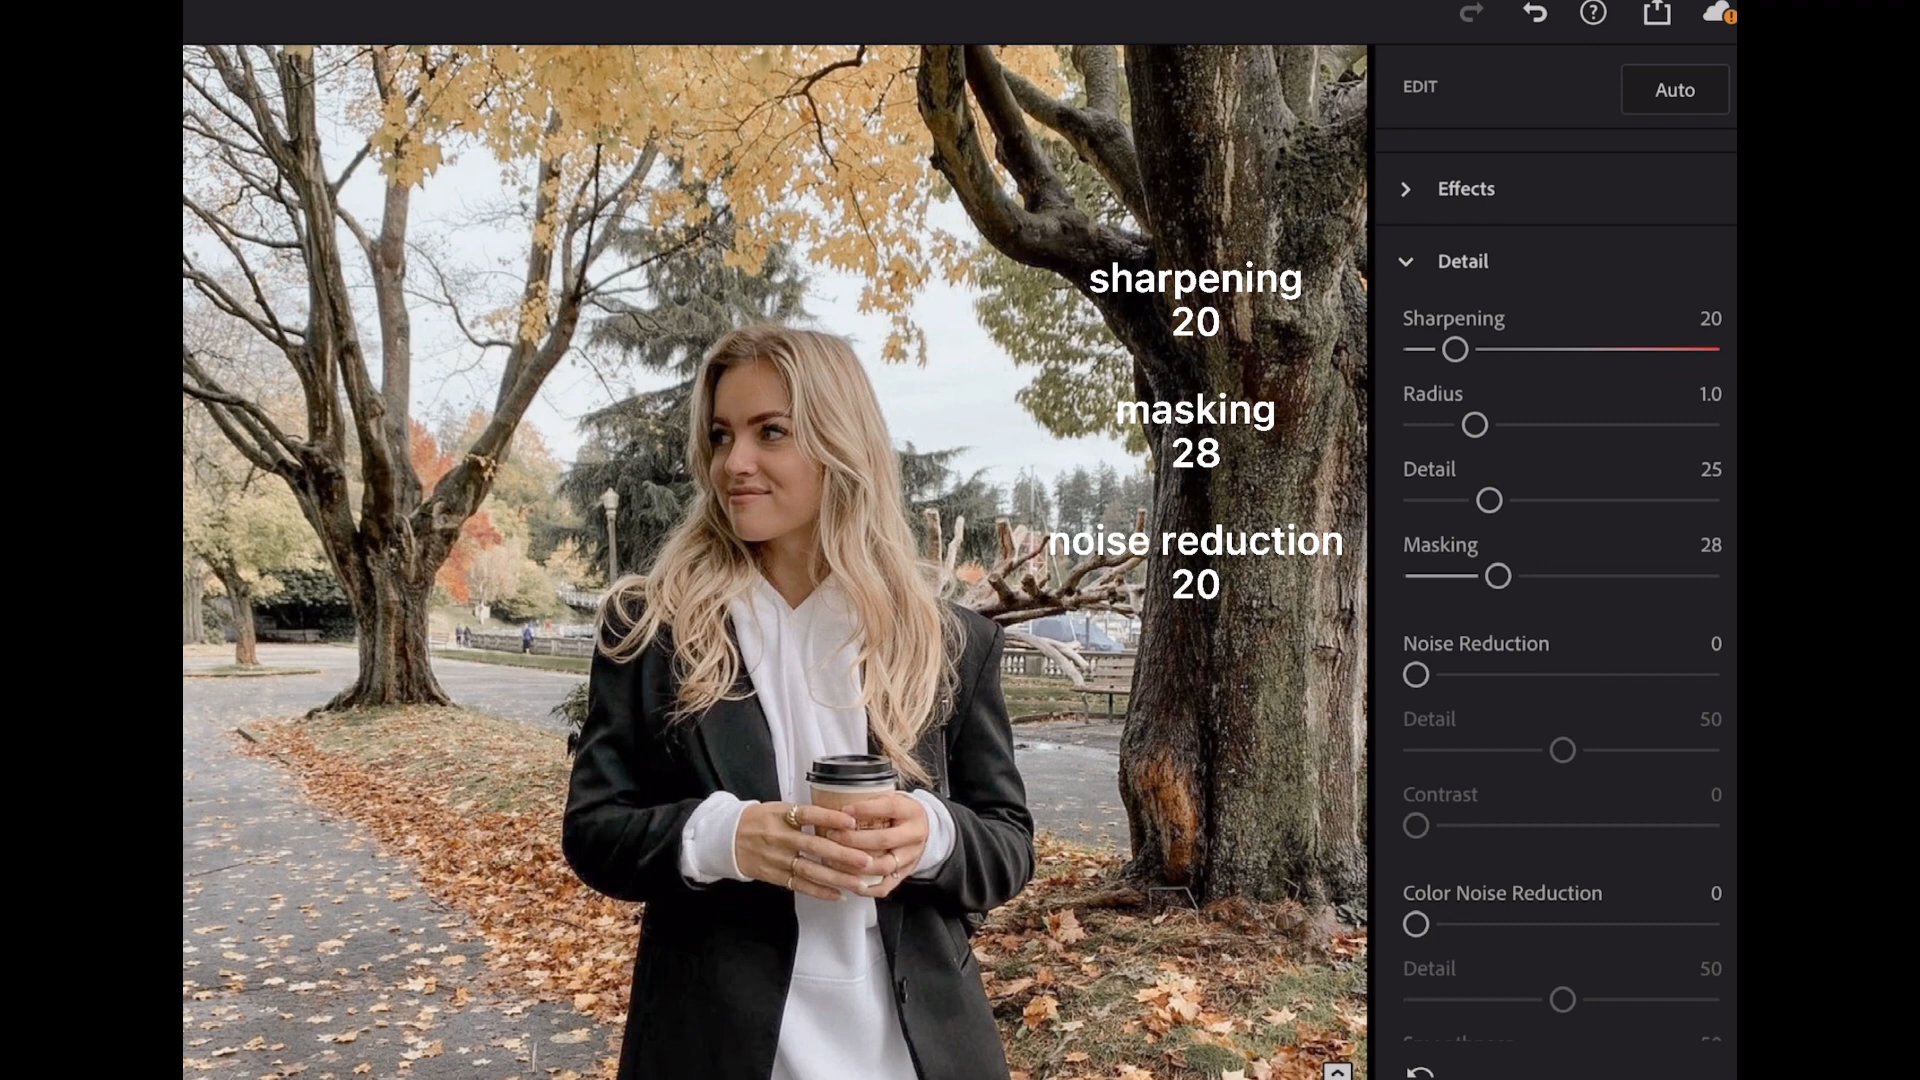 EDIT
Auto
Effects
Detail
sharpening
20
masking
28
noise reduction
20
Sharpening 20
Radius 1.0
Detail 25
Masking 28
Noise Reduction 0
Detail 50
Contrast 0
Color Noise Reduction 0
Detail 50